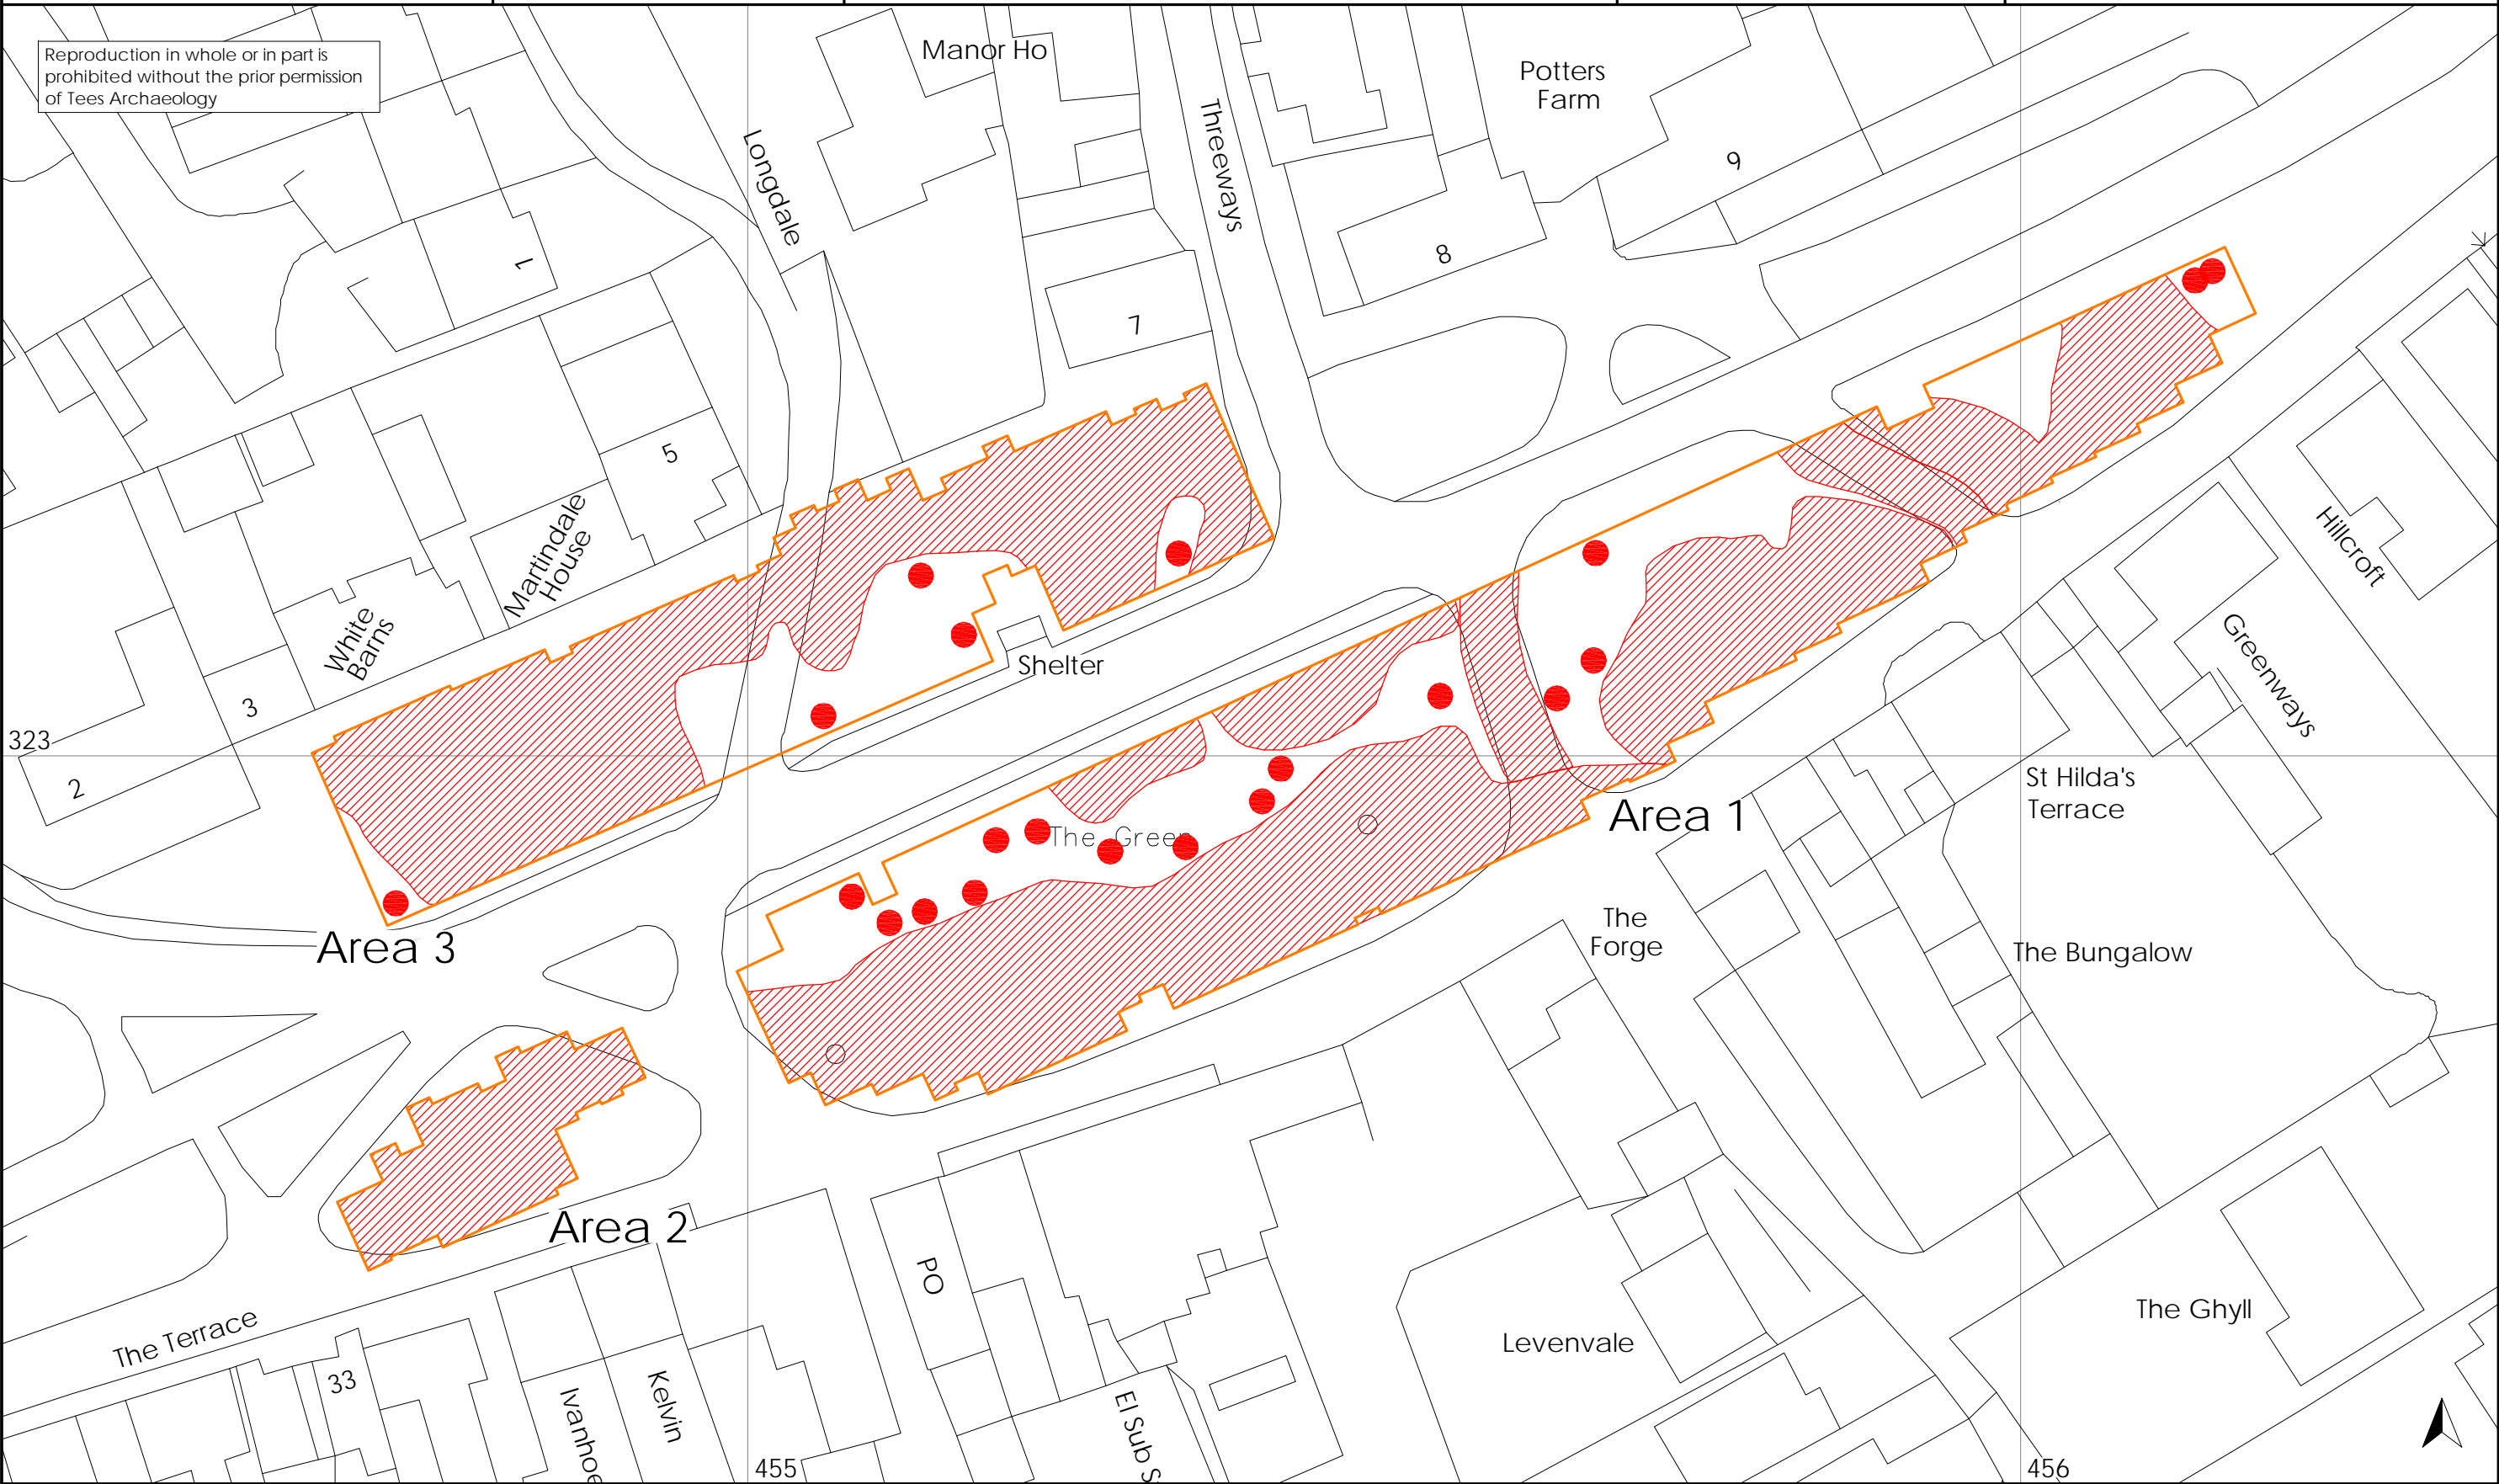 Reproduction in whole or in part is
prohibited without the prior permission
of Tees Archaeology
Manor Ho
Potters
Farm
Longdale
Threeways
9
8
1
7
5
Martindale
House
White
Barns
3
2
323
Shelter
Hillcroft
Greenways
St Hilda's
Terrace
Area 1
The Green
The
Forge
The Bungalow
Area 3
Area 2
The Terrace
33
Ivanhoe
Kelvin
PO
El Sub S
Levenvale
The Ghyll
455
456